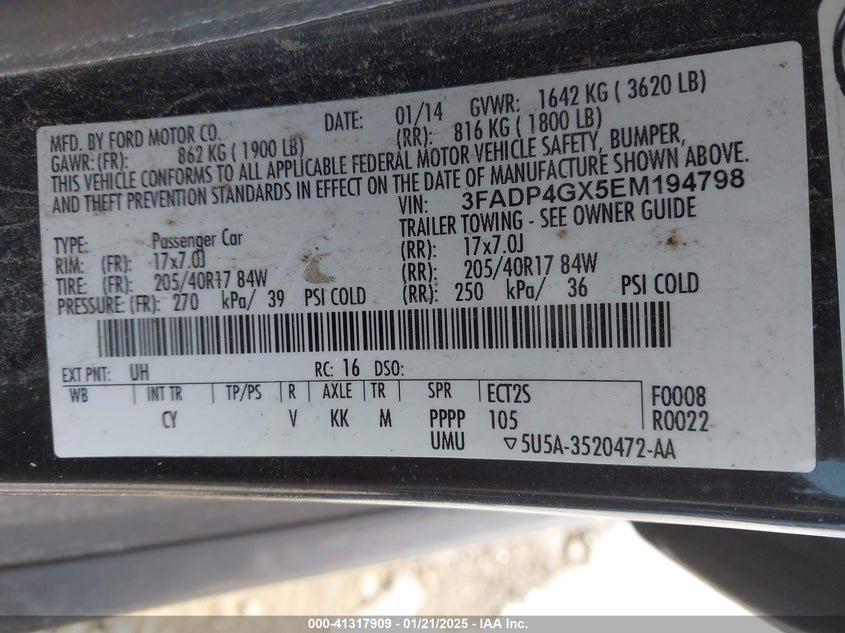 MFD. BY FORD MOTOR CO. DATE: 01/14 GVWR: 1642 KG ( 3620 LB)
GAWR: (FR): 862 KG ( 1900 LB) (RR): 816 KG ( 1800 LB)
THIS VEHICLE CONFORMS TO ALL APPLICABLE FEDERAL MOTOR VEHICLE SAFETY, BUMPER,
AND THEFT PREVENTION STANDARDS IN EFFECT ON THE DATE OF MANUFACTURE SHOWN ABOVE.
VIN: 3FADP4GX5EM194798
TRAILER TOWING - SEE OWNER GUIDE
TYPE: Passenger Car
RIM: (FR): 17x7.0J (RR): 17x7.0J
TIRE: (FR): 205/40R17 84W (RR): 205/40R17 84W
PRESSURE: (FR): 270 kPa/ 39 PSI COLD (RR): 250 kPa/ 36 PSI COLD
EXT PNT: UH RC: 16 DSO:
WB INT TR TP/PS R AXLE TR SPR ECT2S F0008
CY V KK M PPPP 105 R0022
UMU ▽5U5A-3520472-AA
000-41317909 - 01/21/2025 - IAA Inc.